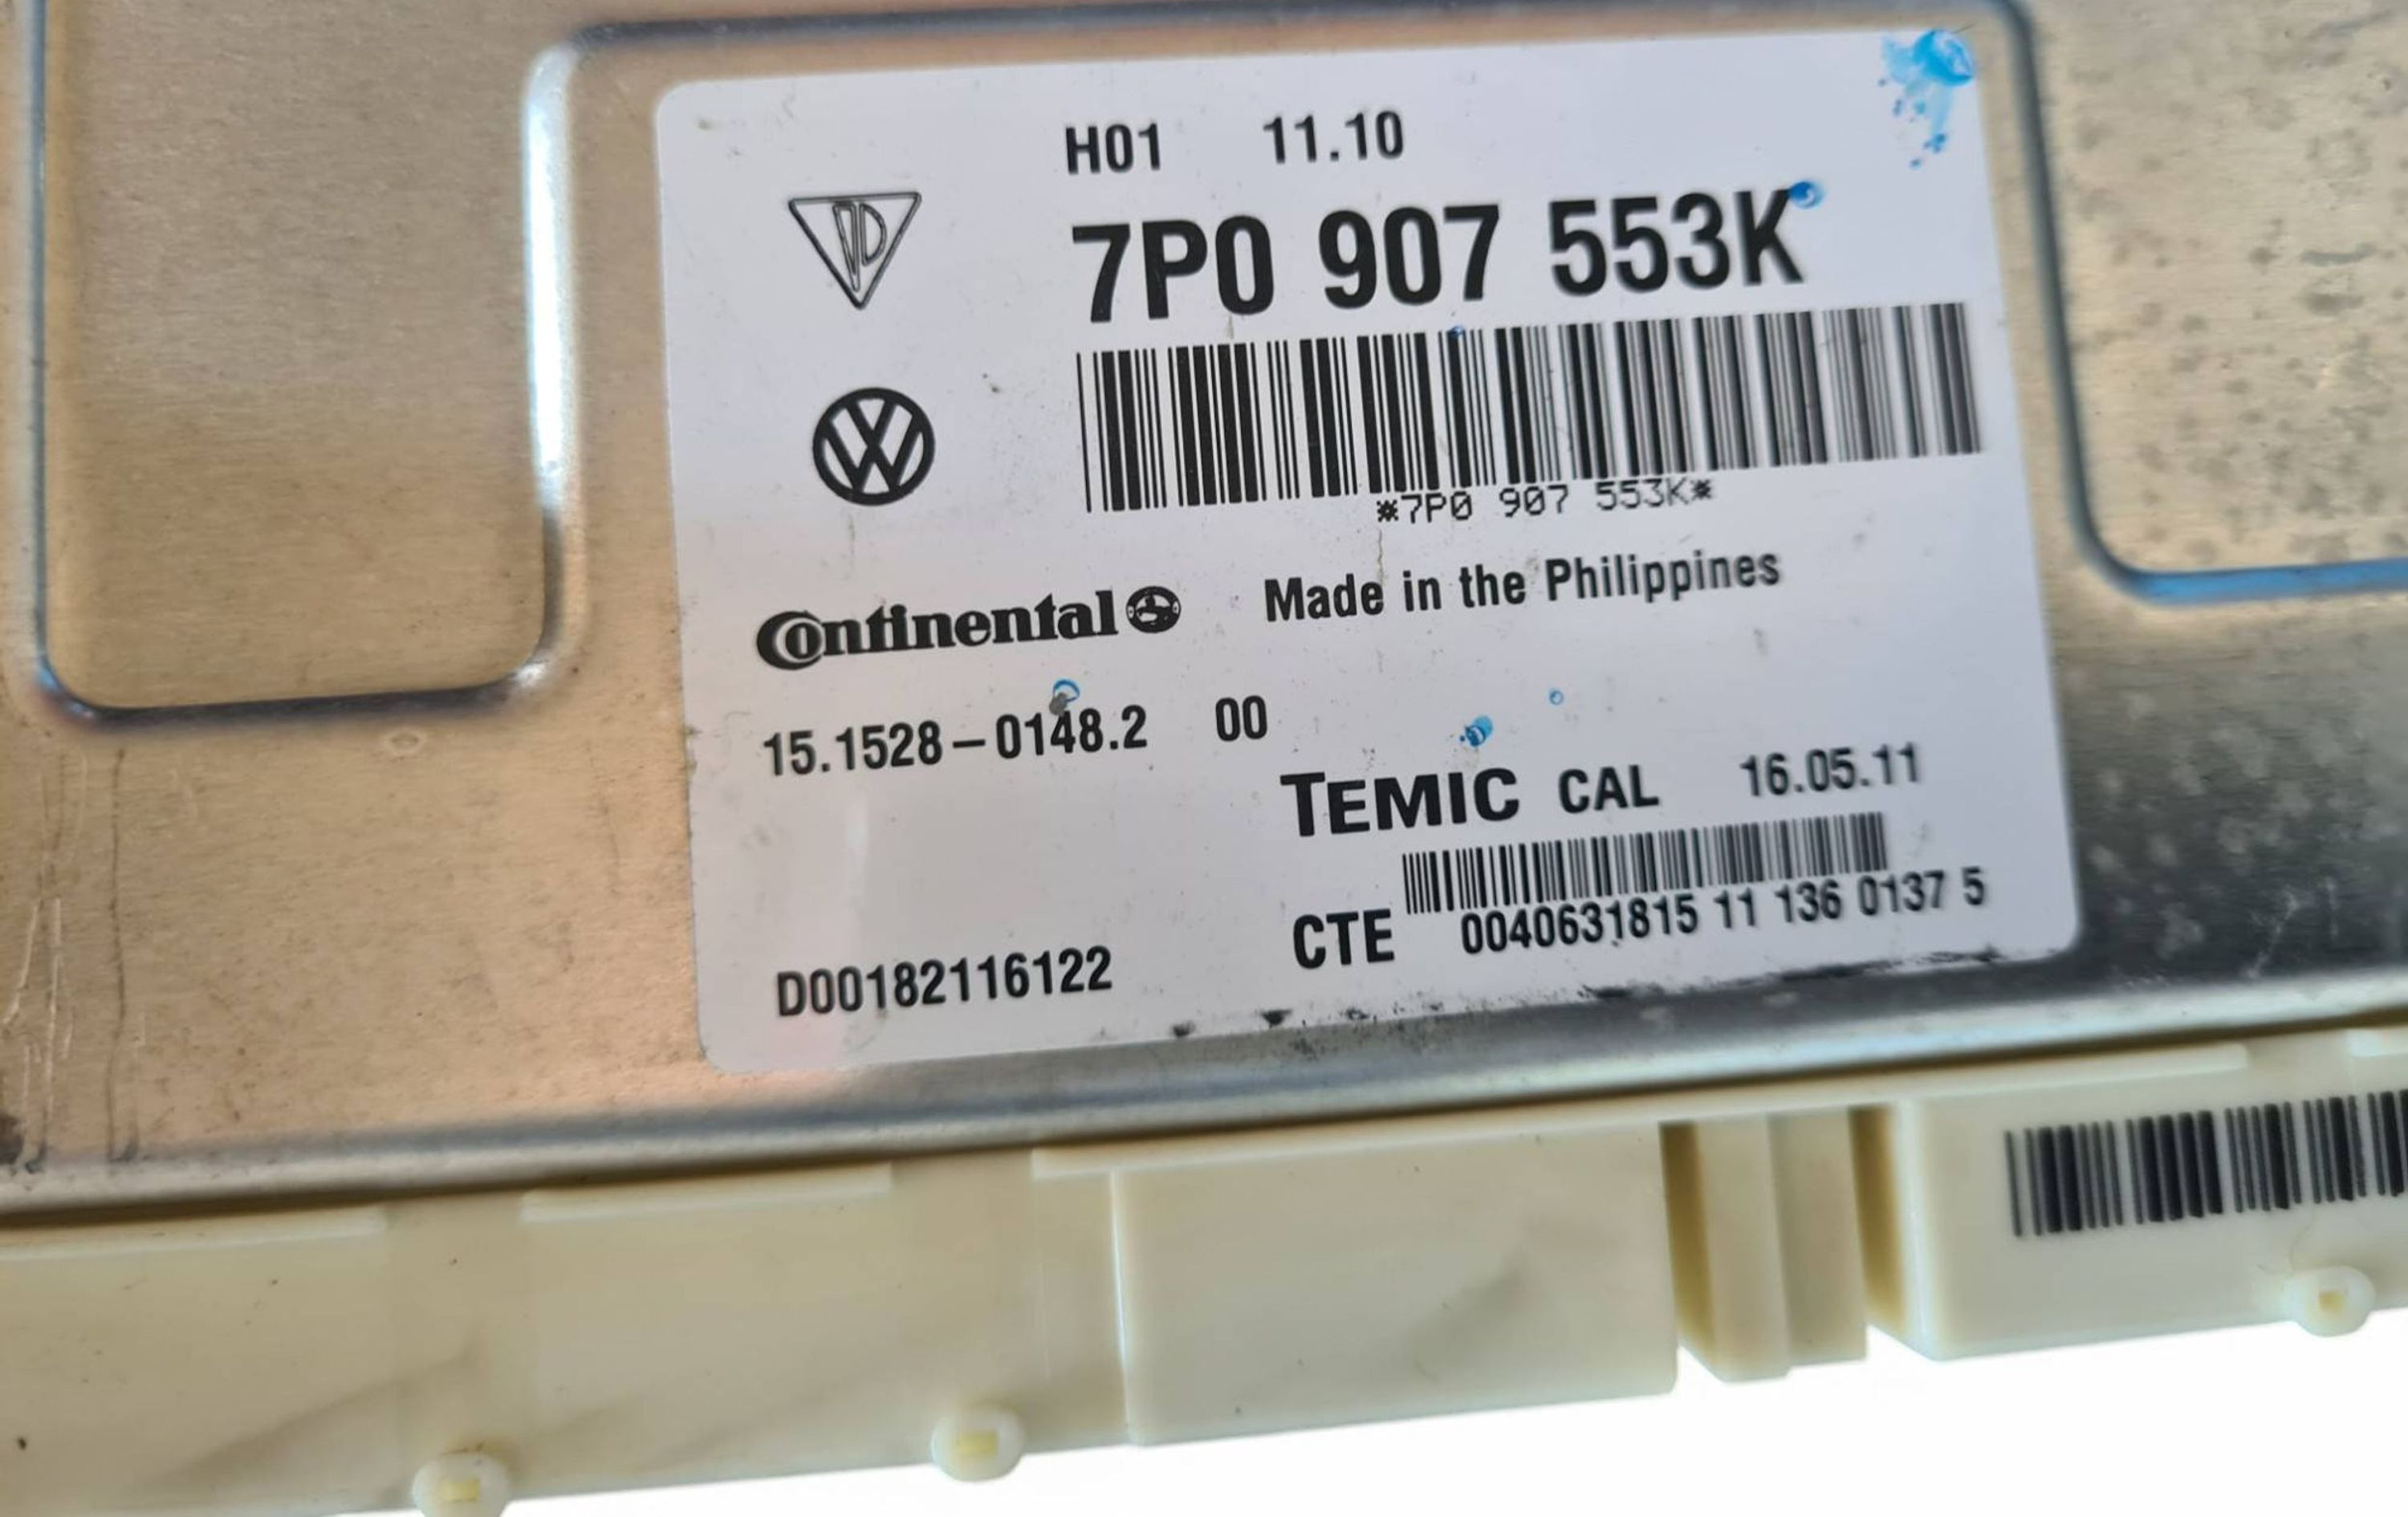 H01 11.10
7P0 907 553K
*7P0 907 553K*
Continental Made in the Philippines
15.1528-0148.2 00
TEMIC CAL 16.05.11
CTE 0040631815 11 136 0137 5
D00182116122